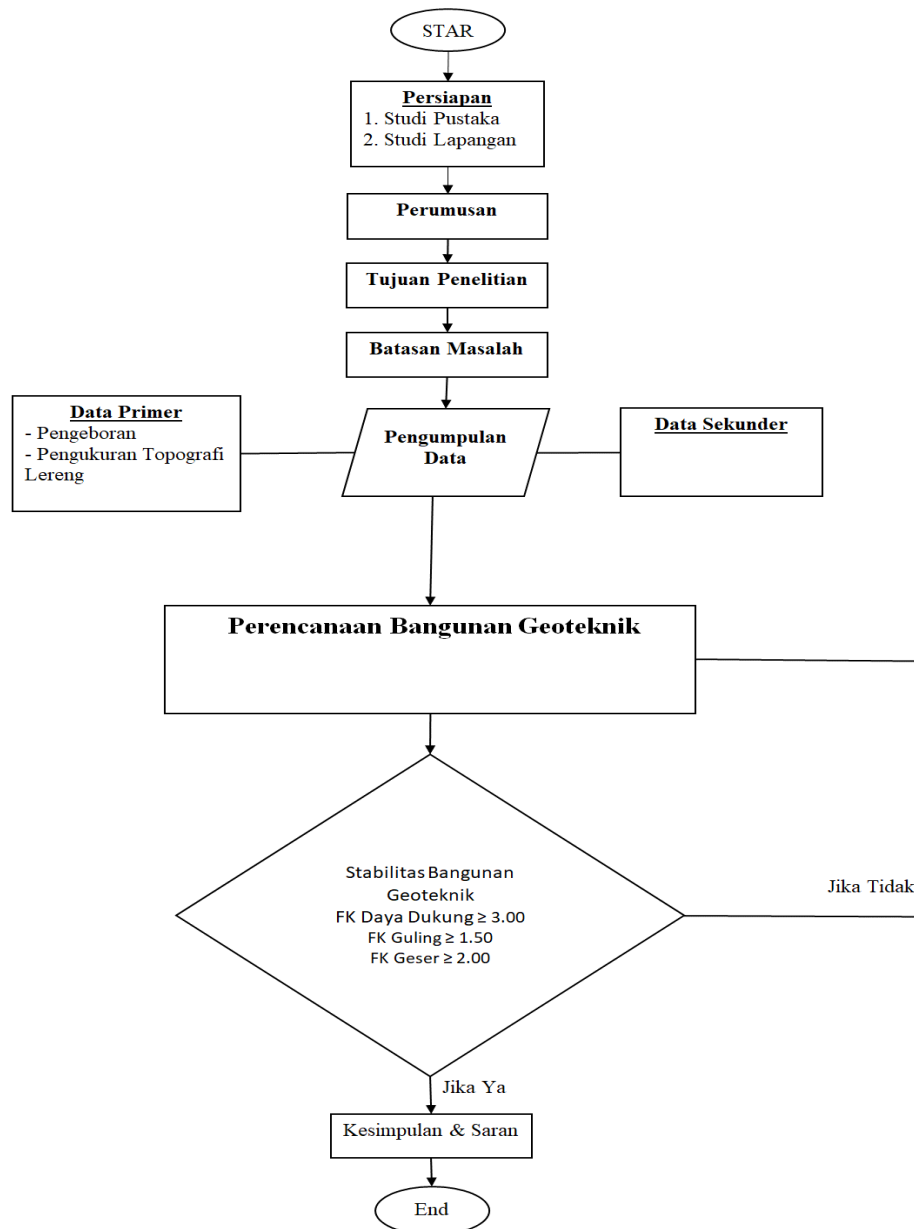 STAR
Persiapan
1. Studi Pustaka
2. Studi Lapangan
Perumusan
Tujuan Penelitian
Batasan Masalah
Data Primer
- Pengeboran
- Pengukuran Topografi
Lereng
Pengumpulan
Data
Data Sekunder
Perencanaan Bangunan Geoteknik
Stabilitas Bangunan
Geoteknik
FK Daya Dukung ≥ 3.00
FK Guling ≥ 1.50
FK Geser ≥ 2.00
Jika Tidak
Jika Ya
Kesimpulan & Saran
End